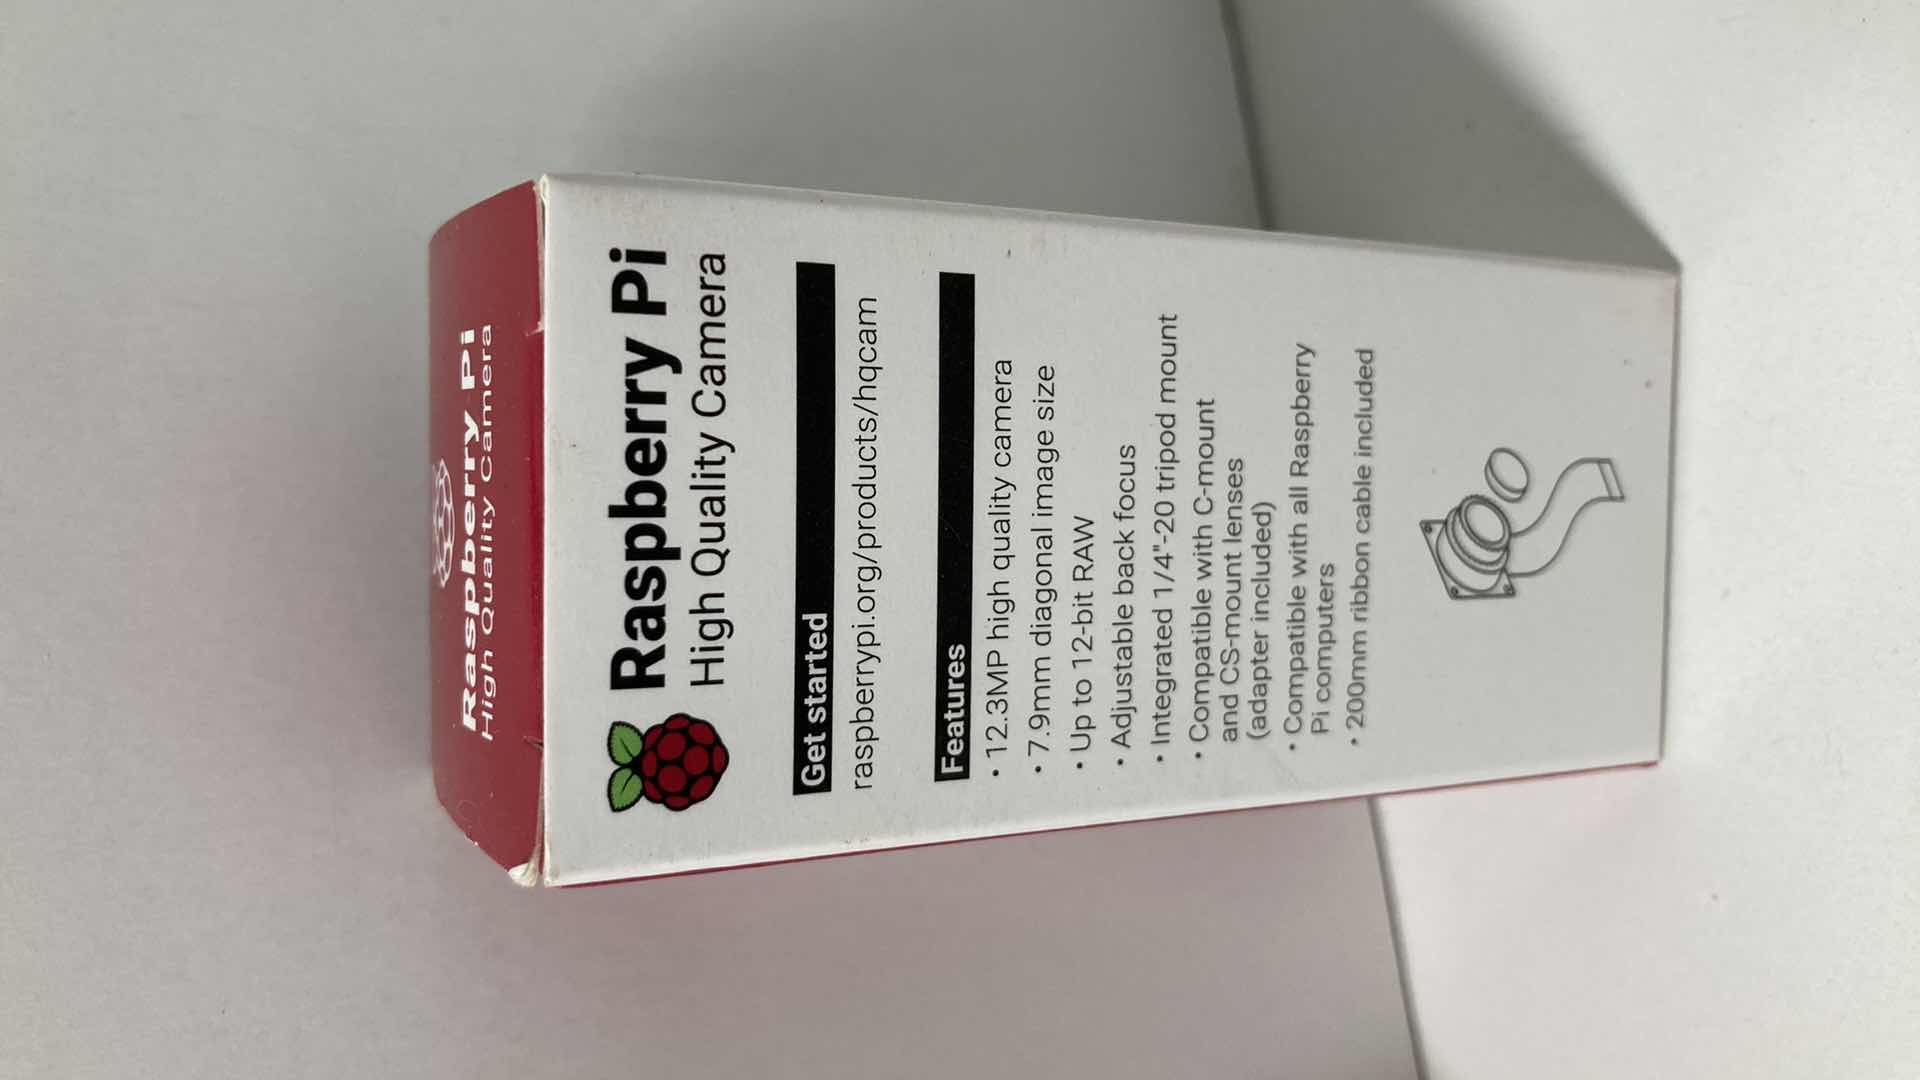 Raspberry Pi
High Quality Camera
Raspberry Pi
High Quality Camera
Get started
raspberrypi.org/products/hqcam
Features
• 12.3MP high quality camera
• 7.9mm diagonal image size
• Up to 12-bit RAW
• Adjustable back focus
• Integrated 1/4"-20 tripod mount
• Compatible with C-mount
and CS-mount lenses
(adapter included)
• Compatible with all Raspberry
Pi computers
• 200mm ribbon cable included